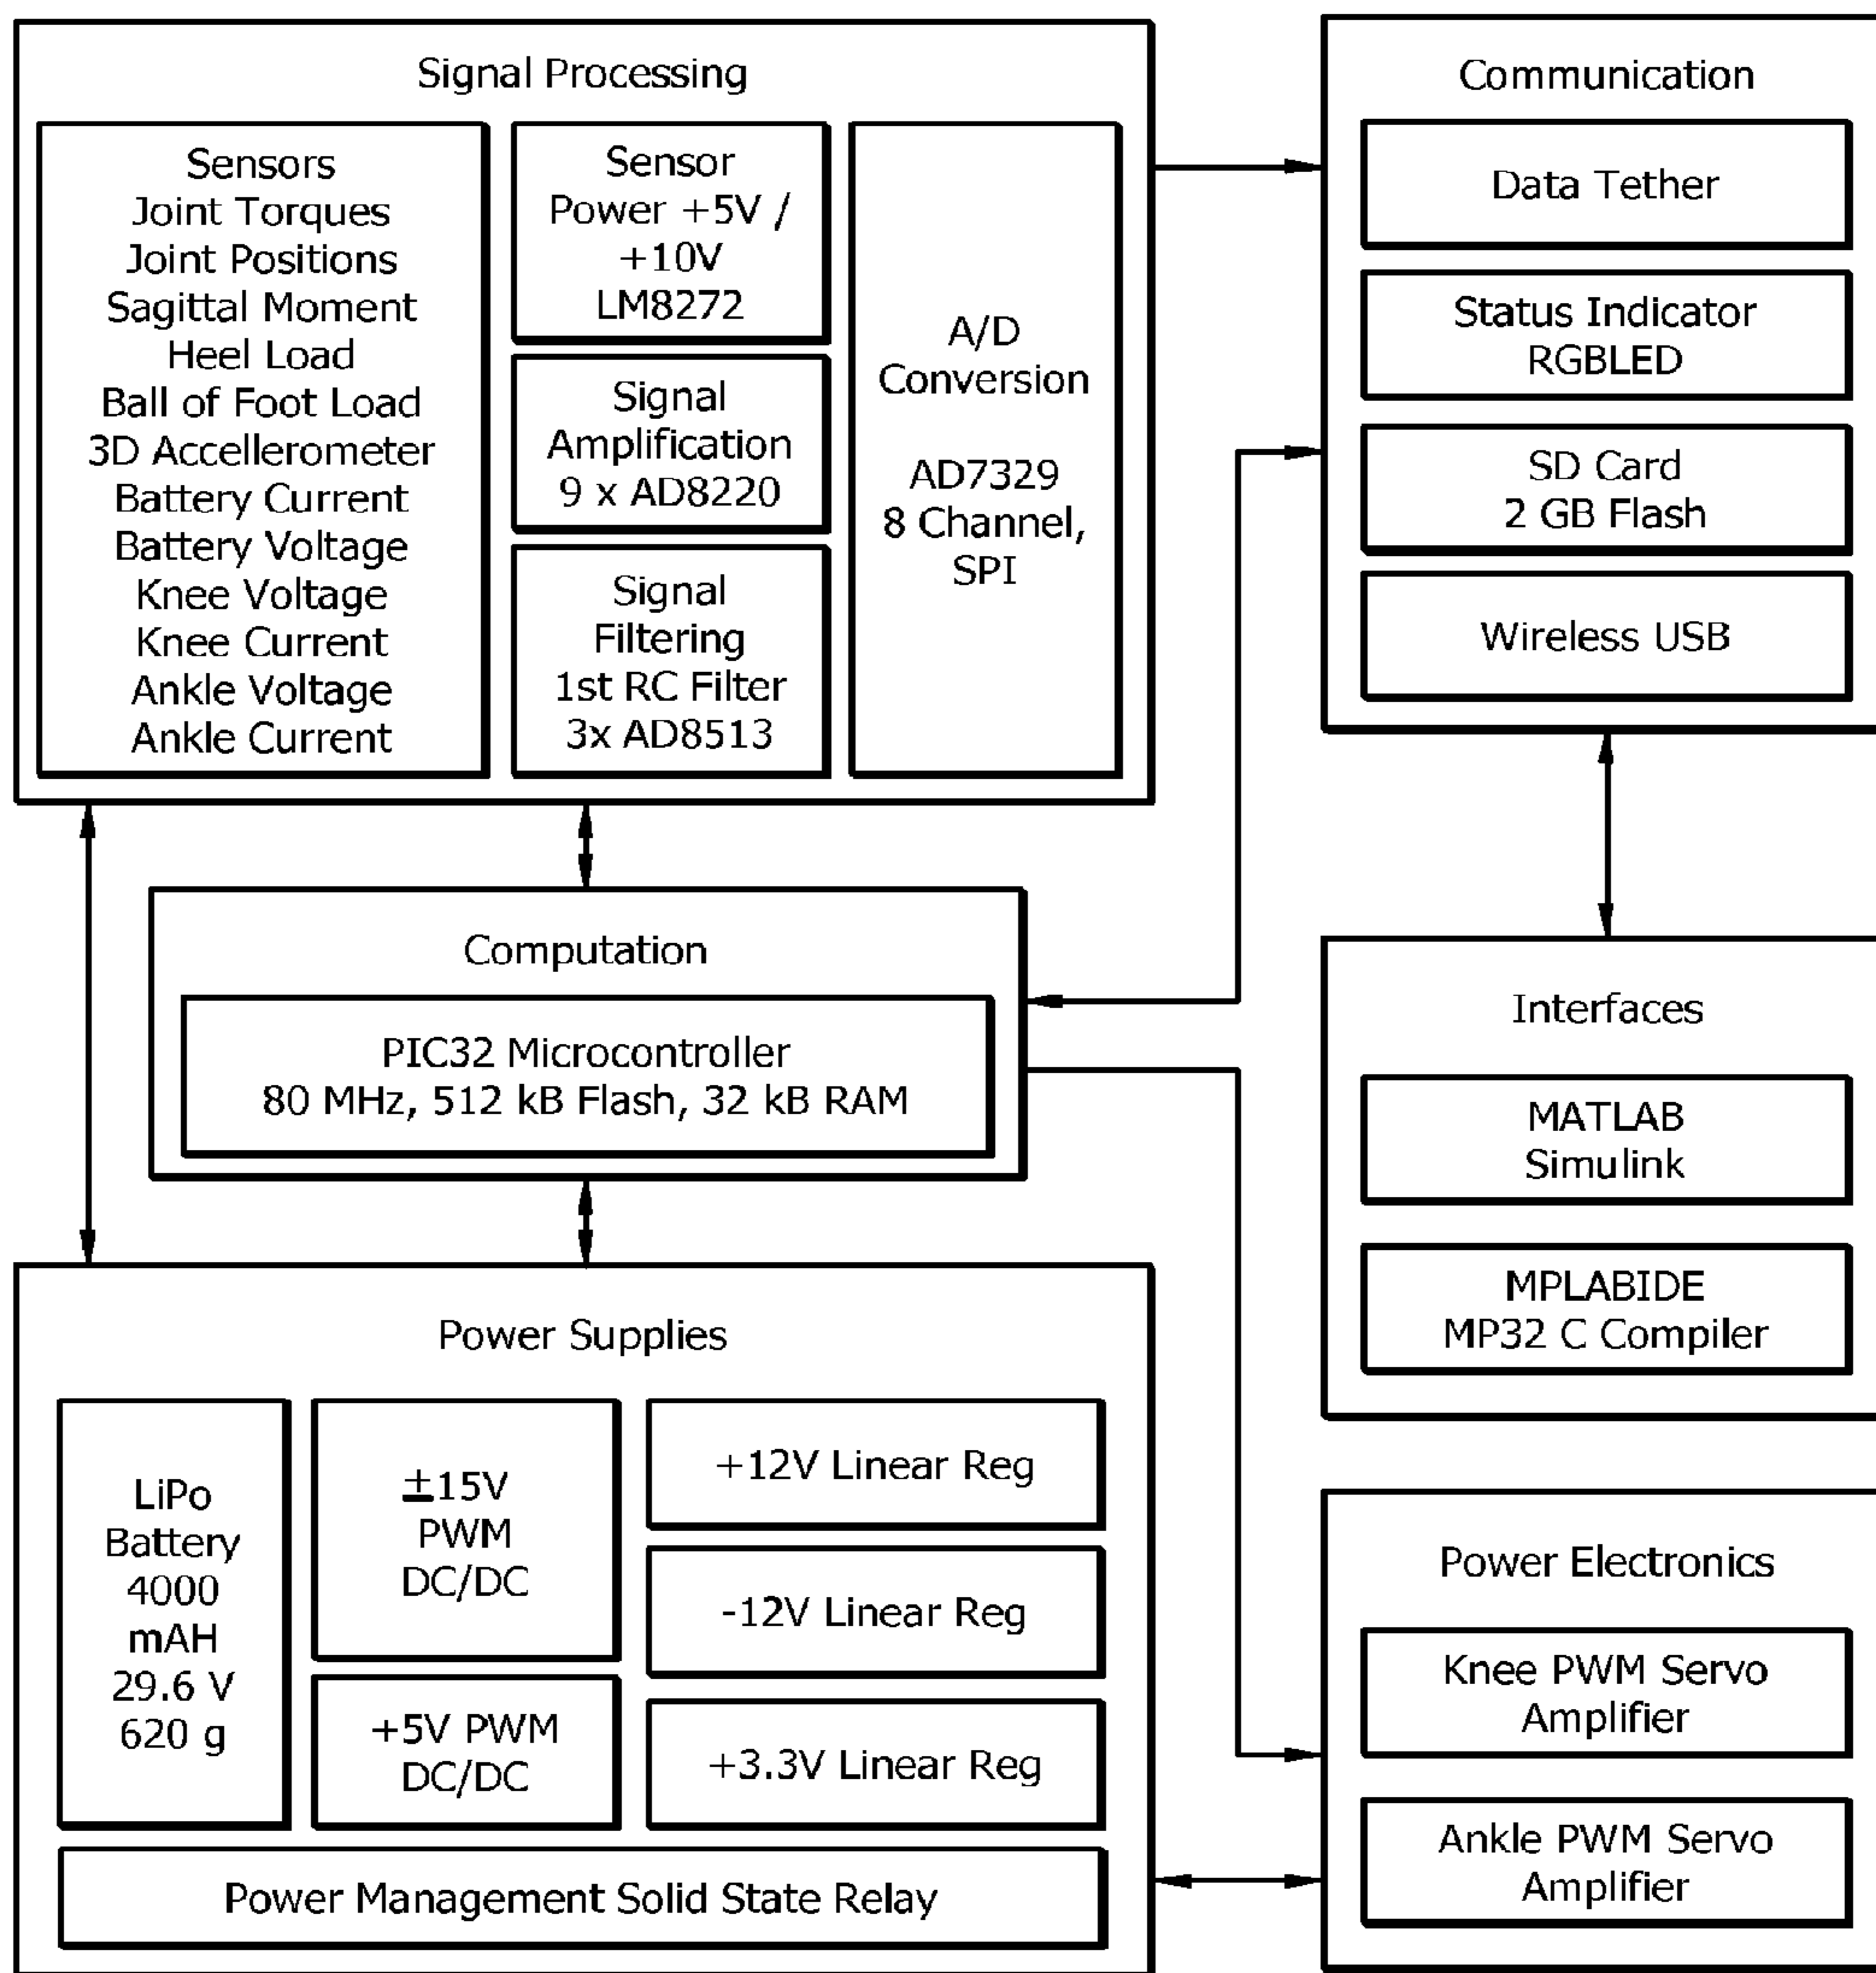 Signal Processing
Sensors
Joint Torques
Joint Positions
Sagittal Moment
Heel Load
Ball of Foot Load
3D Accellerometer
Battery Current
Battery Voltage
Knee Voltage
Knee Current
Ankle Voltage
Ankle Current
Sensor
Power +5V /
+10V
LM8272
Signal
Amplification
9 x AD8220
Signal
Filtering
1st RC Filter
3x AD8513
A/D
Conversion
AD7329
8 Channel,
SPI
Communication
Data Tether
Status Indicator
RGBLED
SD Card
2 GB Flash
Wireless USB
Computation
PIC32 Microcontroller
80 MHz, 512 kB Flash, 32 kB RAM
Interfaces
MATLAB
Simulink
MPLABIDE
MP32 C Compiler
Power Supplies
LiPo
Battery
4000
mAH
29.6 V
620 g
±15V
PWM
DC/DC
+5V PWM
DC/DC
+12V Linear Reg
-12V Linear Reg
+3.3V Linear Reg
Power Management Solid State Relay
Power Electronics
Knee PWM Servo
Amplifier
Ankle PWM Servo
Amplifier